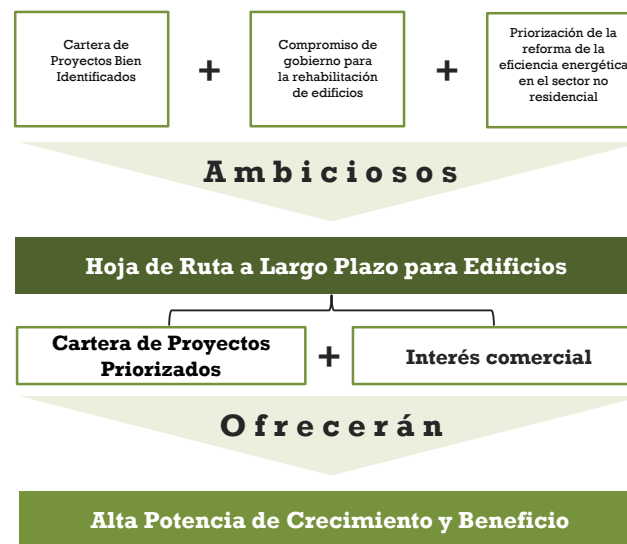 Cartera de
Proyectos Bien
Identificados
+
Compromiso de
gobierno para
la rehabilitación
de edificios
+
Priorización de la
reforma de la
eficiencia energética
en el sector no
residencial
Ambiciosos
Hoja de Ruta a Largo Plazo para Edificios
Cartera de Proyectos
Priorizados
+
Interés comercial
Ofrecerán
Alta Potencia de Crecimiento y Beneficio